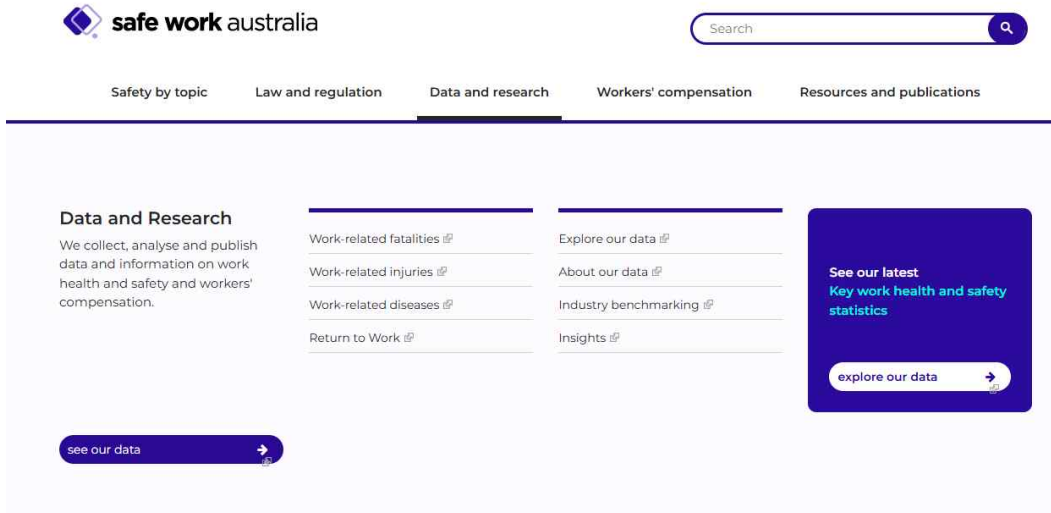 safe work australia
Search
Safety by topic
Law and regulation
Data and research
Workers' compensation
Resources and publications
Data and Research
We collect, analyse and publish
data and information on work
health and safety and workers'
compensation.
see our data
Work-related fatalities
Work-related injuries
Work-related diseases
Return to Work
Explore our data
About our data
Industry benchmarking
Insights
See our latest
Key work health and safety
statistics
explore our data